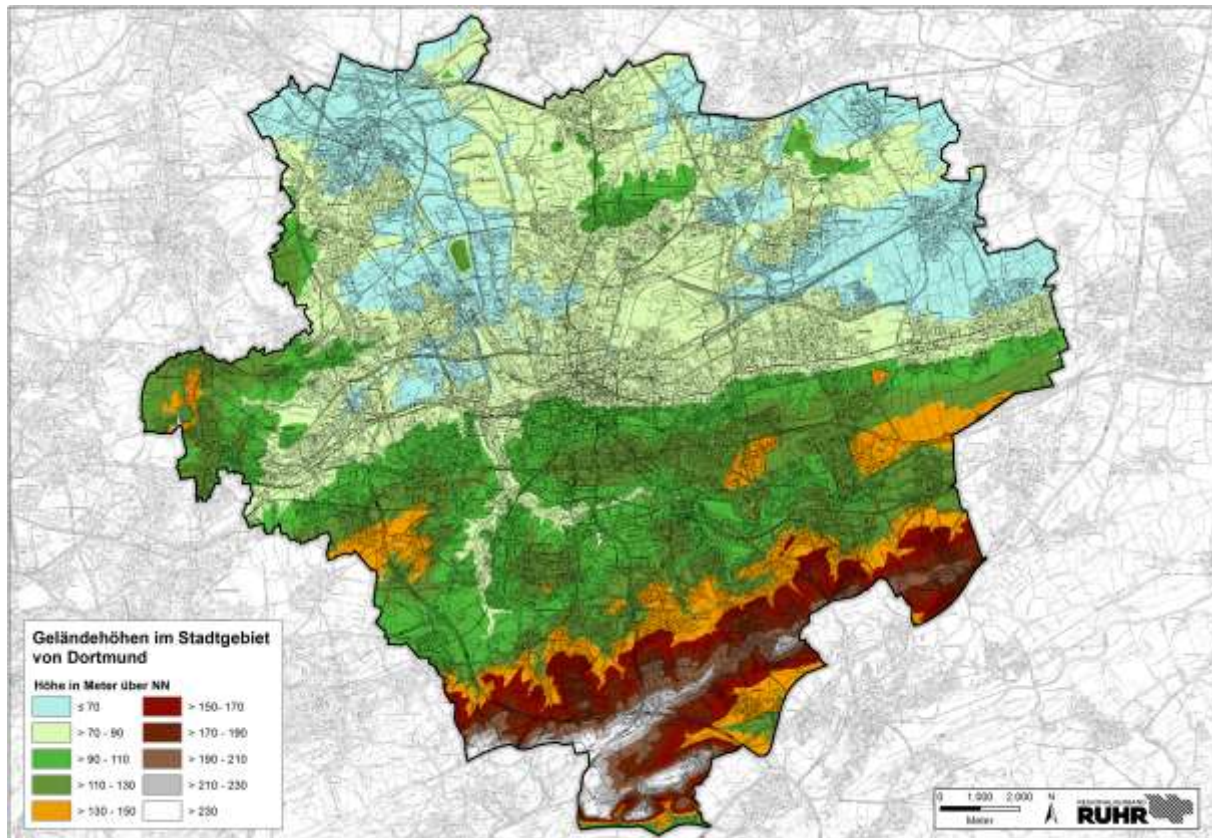 Geländehöhen im Stadtgebiet
von Dortmund
Höhe in Meter über NN
≤ 70
> 70 - 90
> 90 - 110
> 110 - 130
> 130 - 150
> 150 - 170
> 170 - 190
> 190 - 210
> 210 - 230
> 230
0 1.000 2.000 N
Meter
REGIONALVERBAND
RUHR